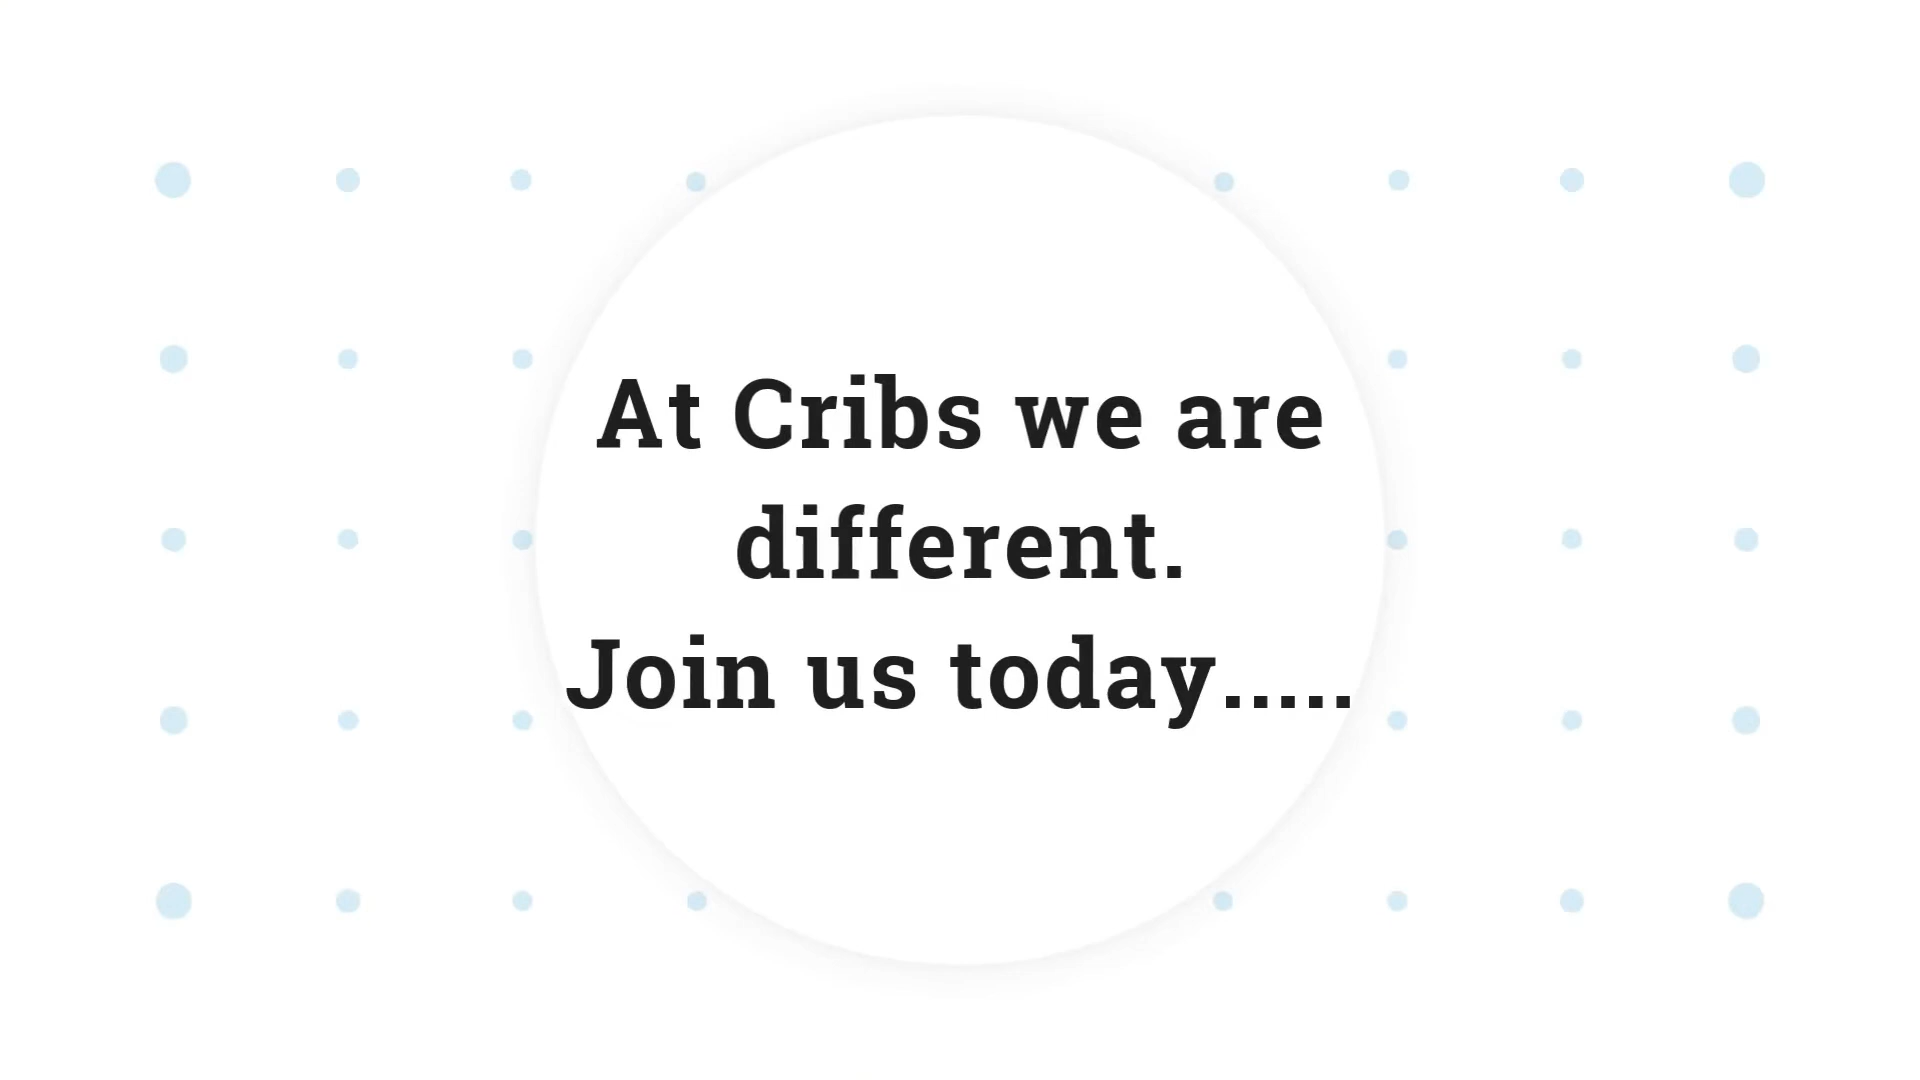 At Cribs we are
different.
Join us today.....